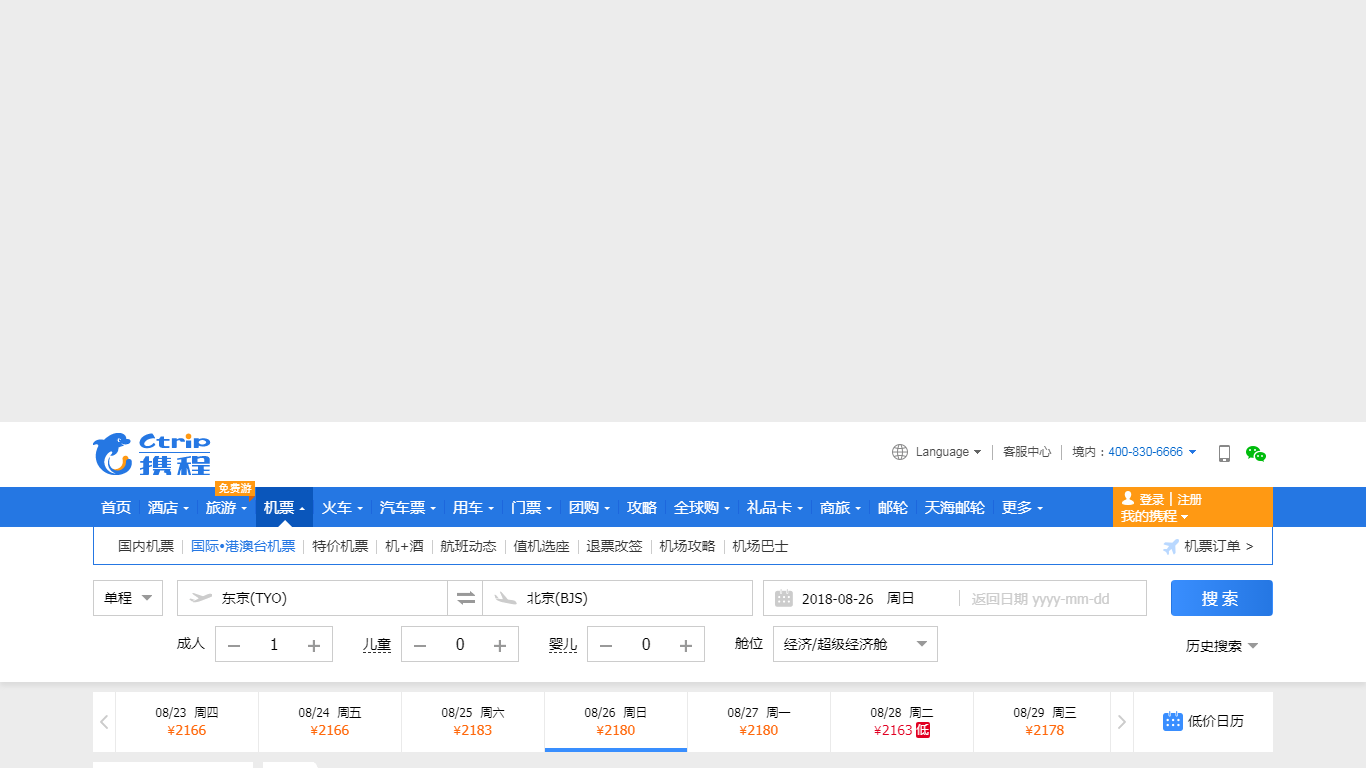 Ctrip
携程
Language
客服中心
境内：400-830-6666
免费游
首页 酒店 旅游 机票 火车 汽车票 用车 门票 团购 攻略 全球购 礼品卡 商旅 邮轮 天海邮轮 更多
登录 | 注册
我的携程
国内机票 国际•港澳台机票 特价机票 机+酒 航班动态 值机选座 退票改签 机场攻略 机场巴士 机票订单 >
单程 东京(TYO) 北京(BJS) 2018-08-26 周日 返回日期 yyyy-mm-dd 搜索
成人 1 儿童 0 婴儿 0 舱位 经济/超级经济舱 历史搜索
08/23 周四 08/24 周五 08/25 周六 08/26 周日 08/27 周一 08/28 周二 08/29 周三
¥2166 ¥2166 ¥2183 ¥2180 ¥2180 ¥2163 低 ¥2178
低价日历